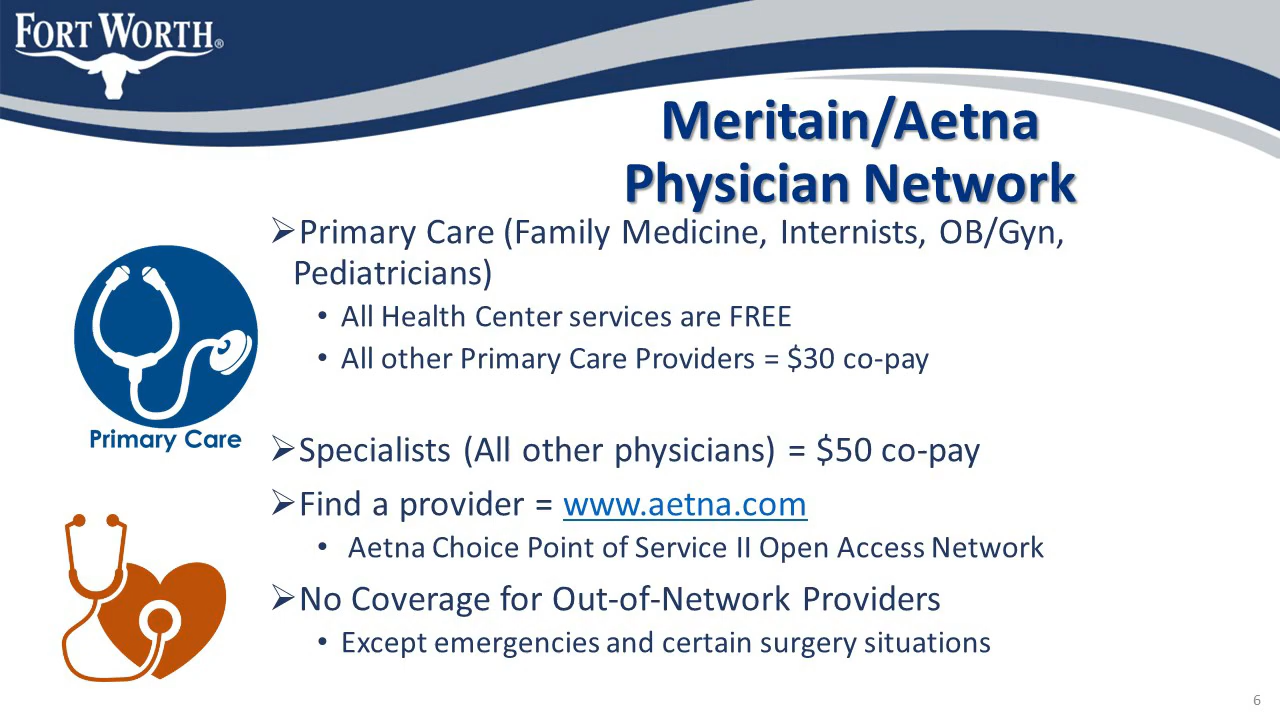 FORT WORTH®
Meritain/Aetna
Physician Network
➢Primary Care (Family Medicine, Internists, OB/Gyn,
Pediatricians)
• All Health Center services are FREE
• All other Primary Care Providers = $30 co-pay
Primary Care
➢Specialists (All other physicians) = $50 co-pay
➢Find a provider = www.aetna.com
• Aetna Choice Point of Service II Open Access Network
➢No Coverage for Out-of-Network Providers
• Except emergencies and certain surgery situations
6